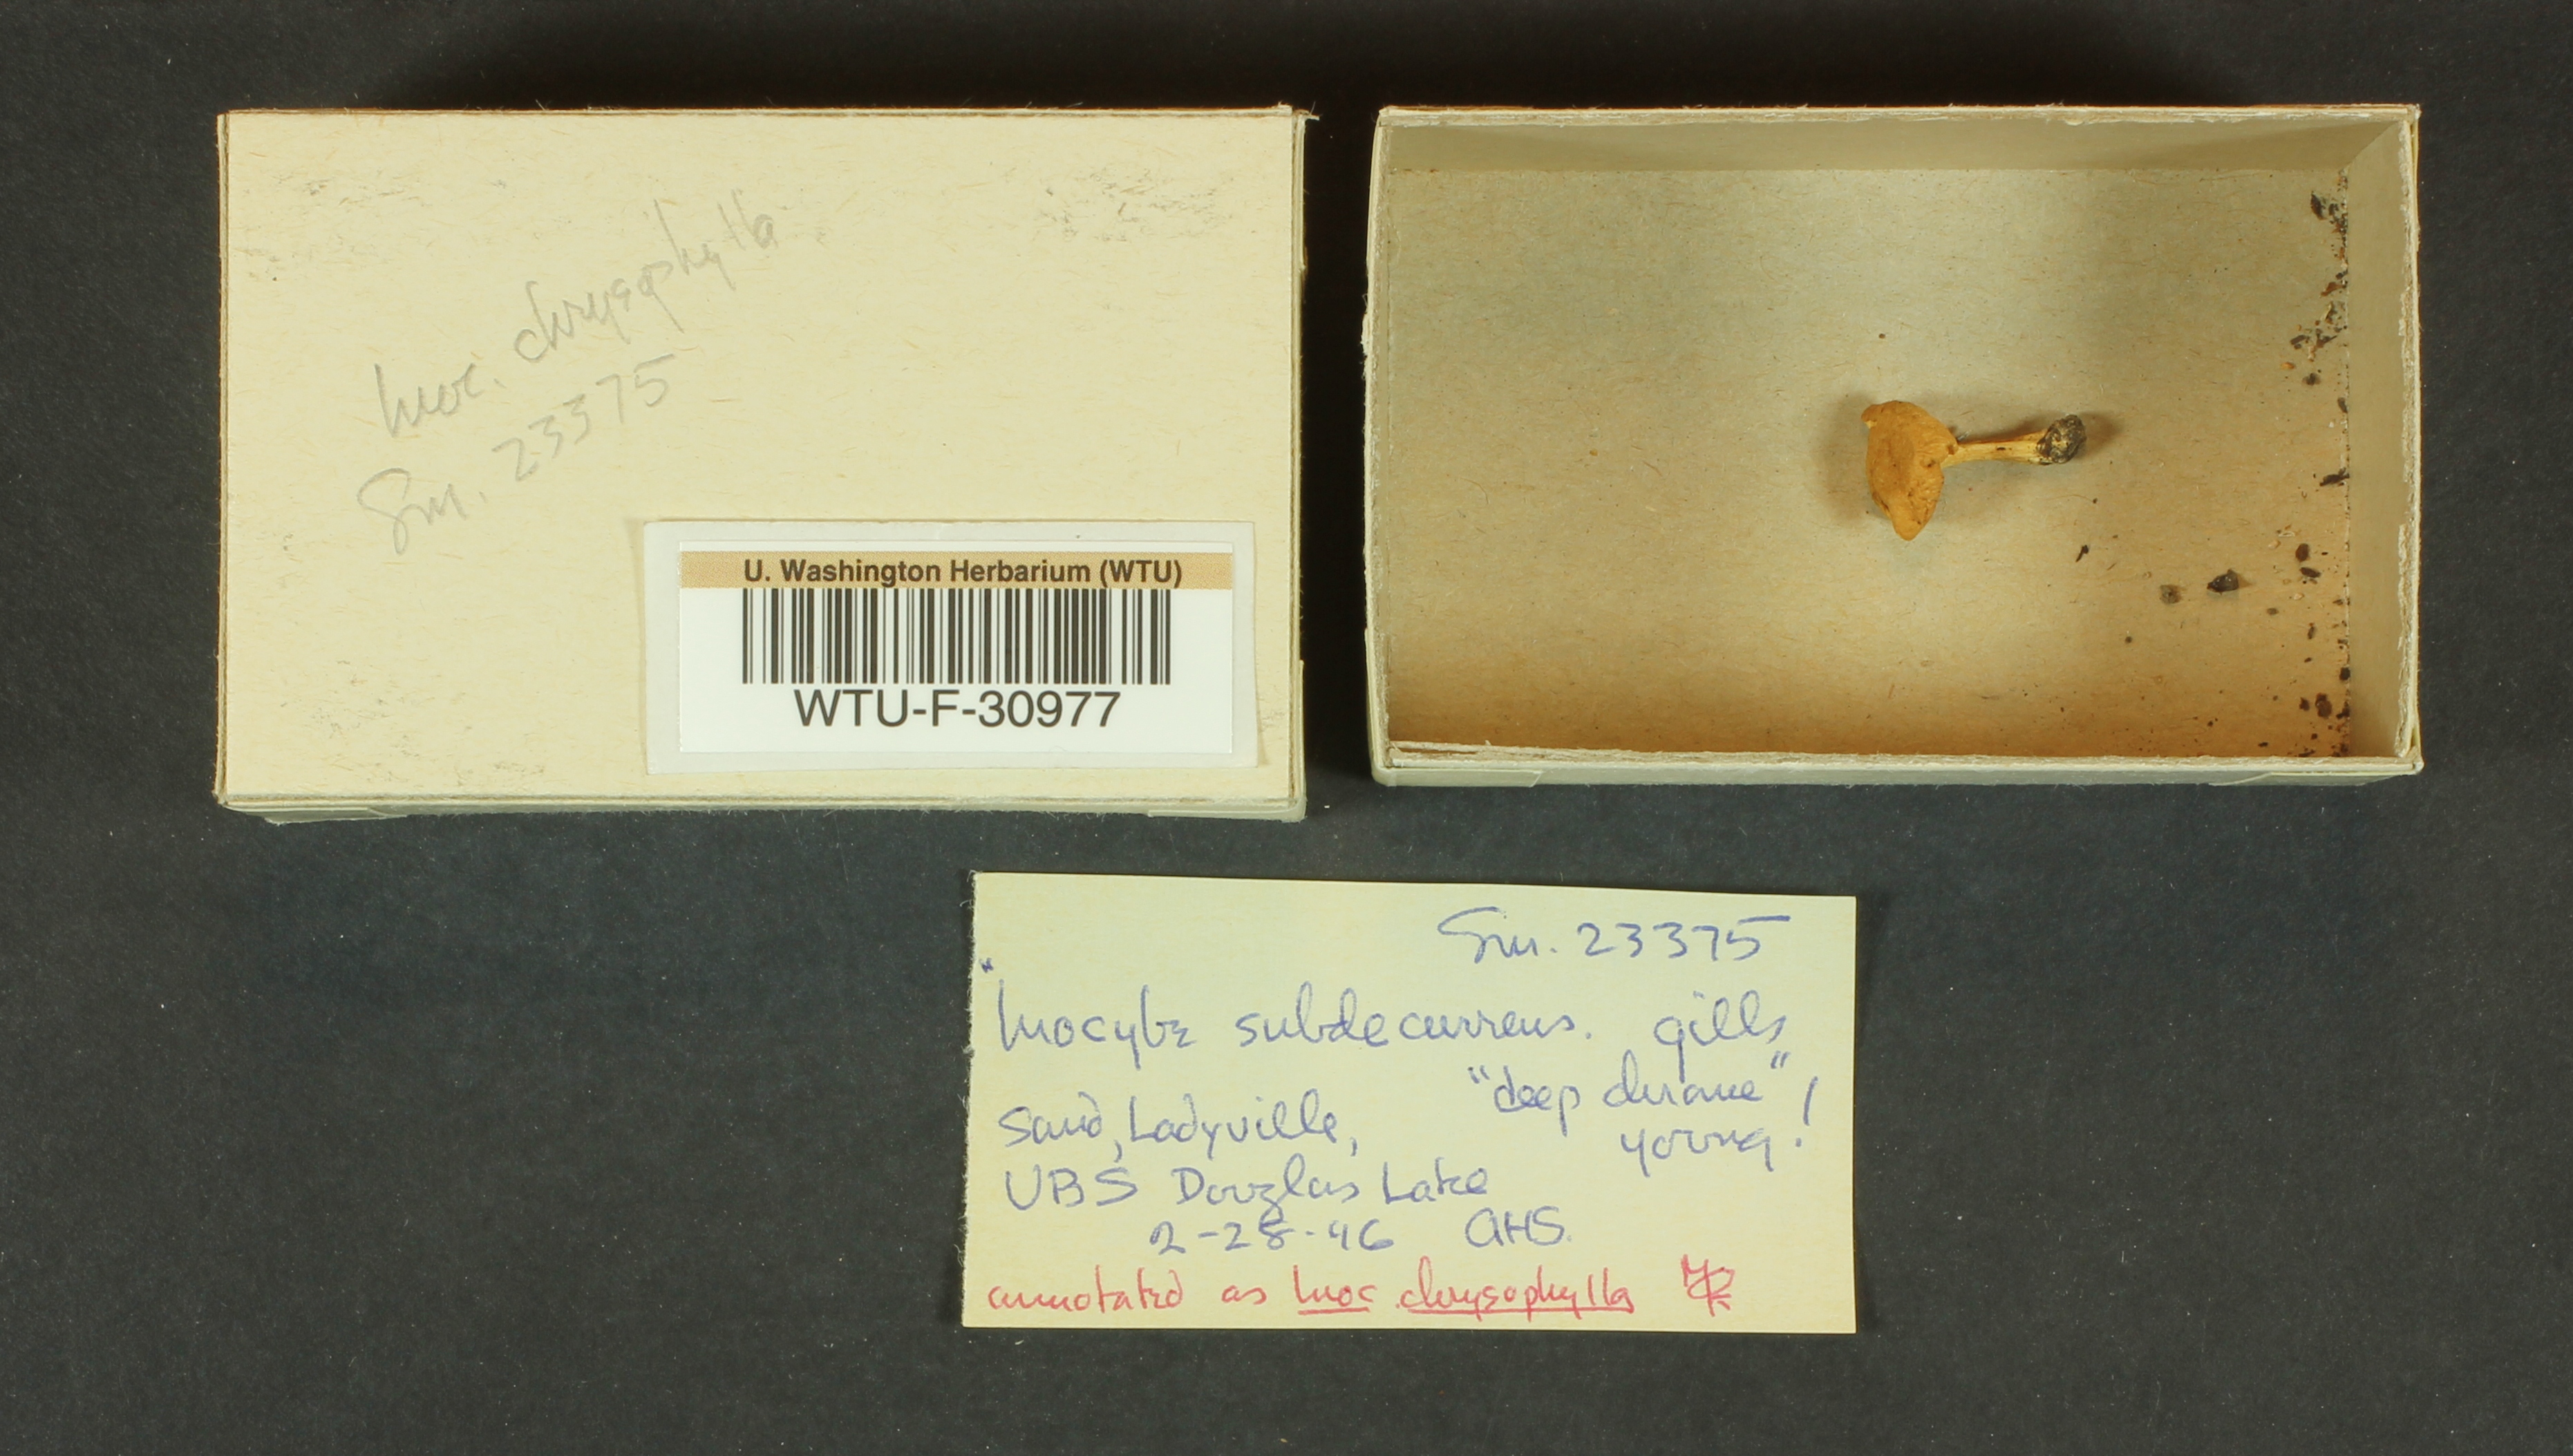 Inoc. chrysophylla
Sm. 23375
U. Washington Herbarium (WTU)
WTU-F-30977
Sm. 23375
"Inocybe subdecurrens. gills
"deep chrome"!
Sand, Ladyville, young!
UBS Douglas Lake
2-28-46 AHS.
annotated as Inoc chrysophylla